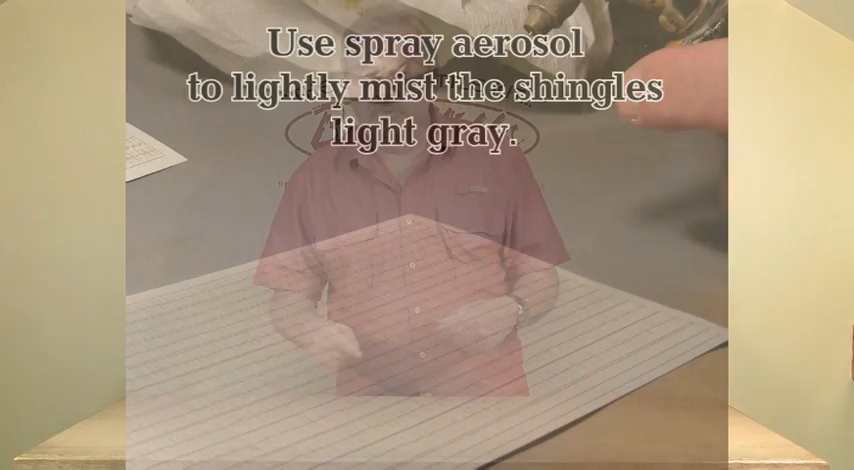 Use spray aerosol
to lightly mist the shingles
light gray.